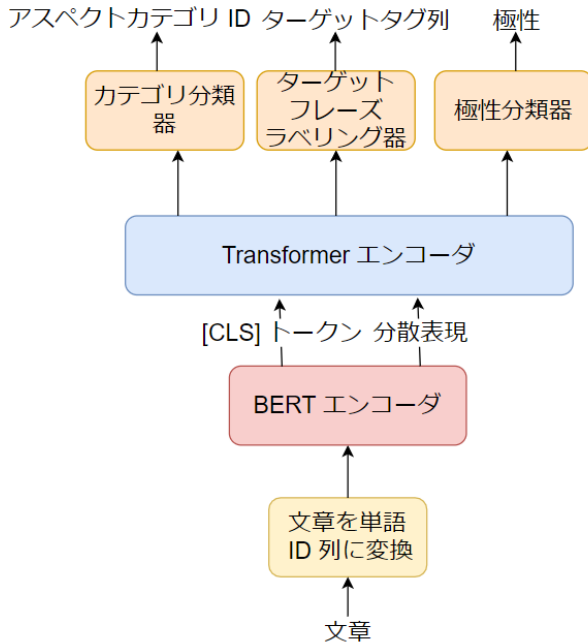 アスペクトカテゴリ ID ターゲットタグ列 極性
カテゴリ分類
器
ターゲット
フレーズ
ラベリング器
極性分類器
Transformer エンコーダ
[CLS] トークン 分散表現
BERT エンコーダ
文章を単語
ID 列に変換
文章